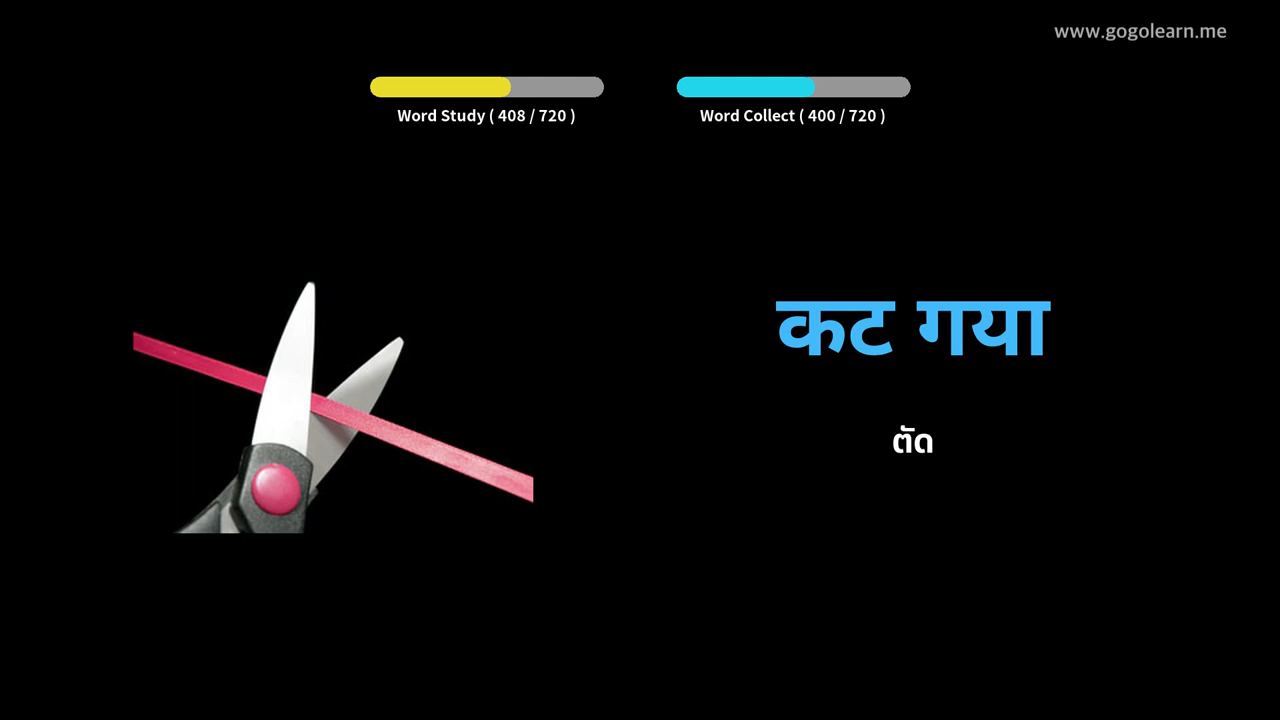 www.gogolearn.me
Word Study ( 408 / 720 )
Word Collect ( 400 / 720 )
कट गया
ตัด